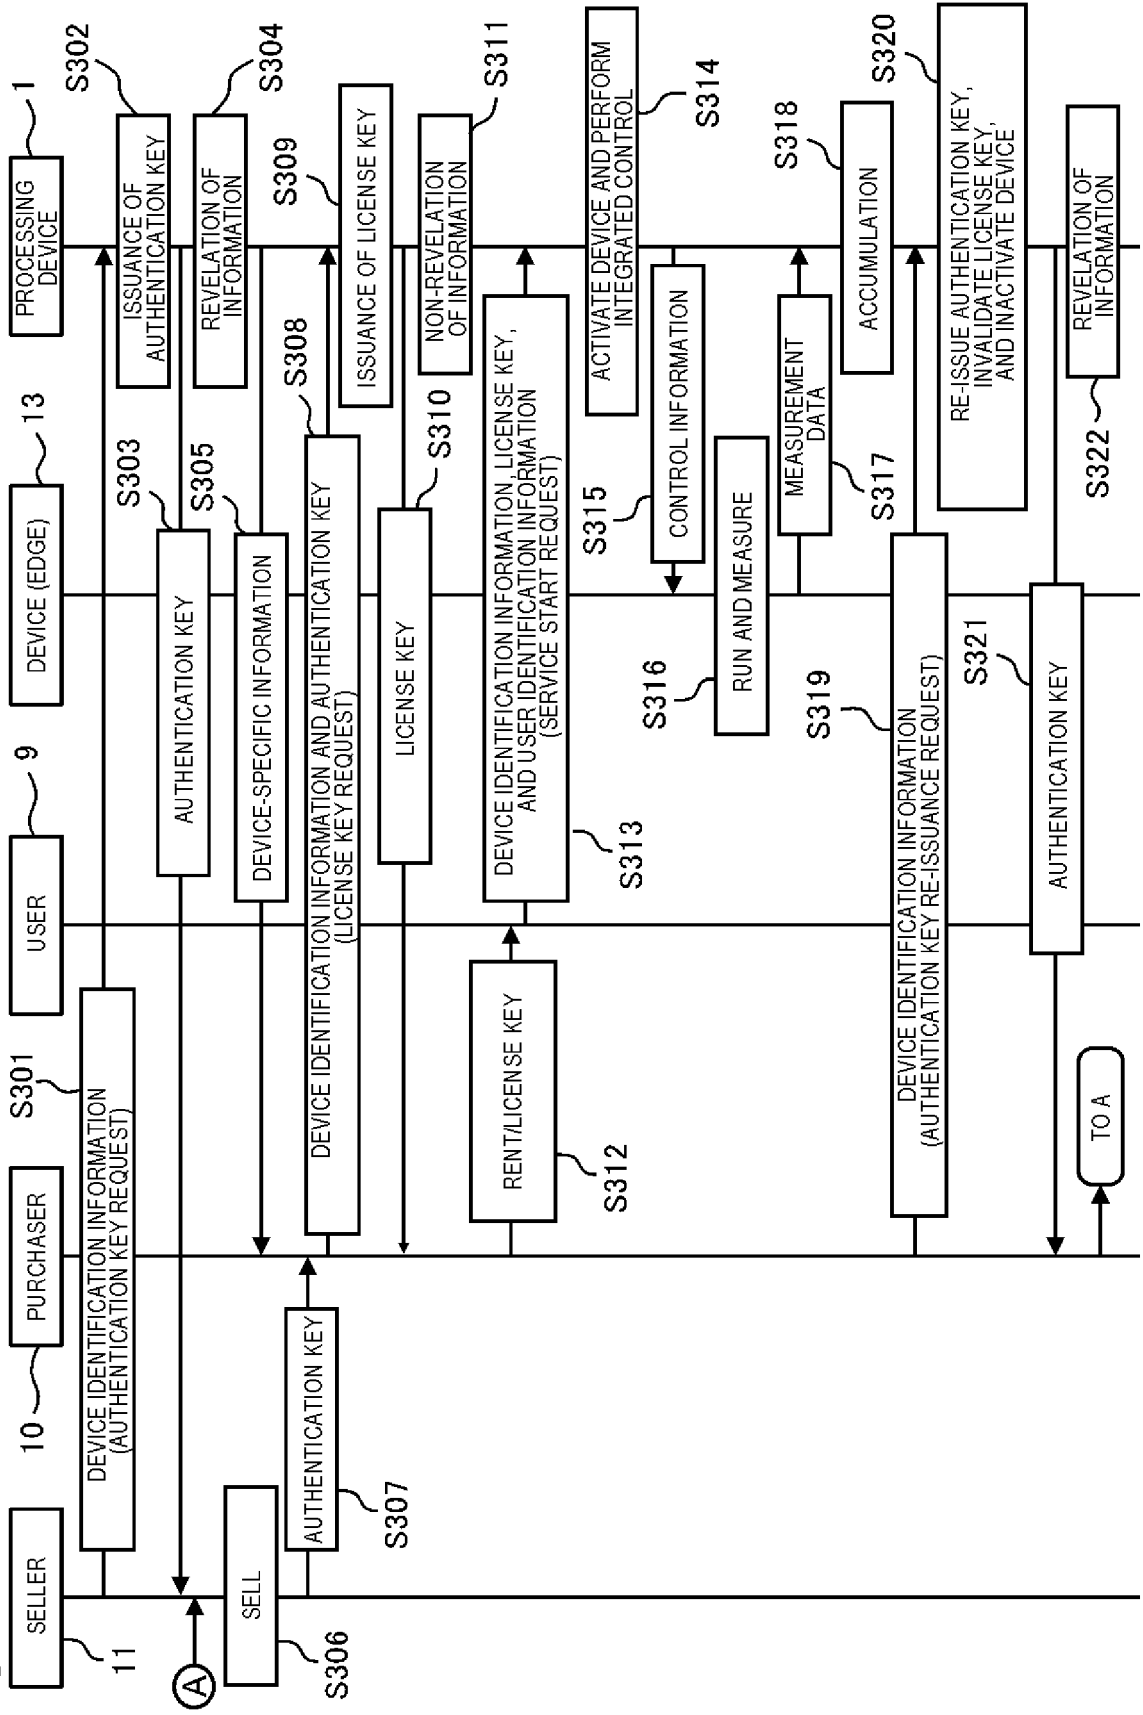 SELLER
11
PURCHASER
10
USER
9
DEVICE (EDGE)
13
PROCESSING
DEVICE
1
DEVICE IDENTIFICATION INFORMATION
(AUTHENTICATION KEY REQUEST)
S301
ISSUANCE OF
AUTHENTICATION KEY
S302
AUTHENTICATION KEY
S303
A
REVELATION OF
INFORMATION
S304
DEVICE-SPECIFIC INFORMATION
S305
SELL
S306
AUTHENTICATION KEY
S307
DEVICE IDENTIFICATION INFORMATION AND AUTHENTICATION KEY
(LICENSE KEY REQUEST)
S308
ISSUANCE OF LICENSE KEY
S309
LICENSE KEY
S310
NON-REVELATION
OF INFORMATION
S311
RENT/LICENSE KEY
S312
DEVICE IDENTIFICATION INFORMATION, LICENSE KEY,
AND USER IDENTIFICATION INFORMATION
(SERVICE START REQUEST)
S313
ACTIVATE DEVICE AND PERFORM
INTEGRATED CONTROL
S314
CONTROL INFORMATION
S315
RUN AND MEASURE
S316
MEASUREMENT
DATA
S317
ACCUMULATION
S318
DEVICE IDENTIFICATION INFORMATION
(AUTHENTICATION KEY RE-ISSUANCE REQUEST)
S319
RE-ISSUE AUTHENTICATION KEY,
INVALIDATE LICENSE KEY,
AND INACTIVATE DEVICE
S320
AUTHENTICATION KEY
S321
REVELATION OF
INFORMATION
S322
TO A